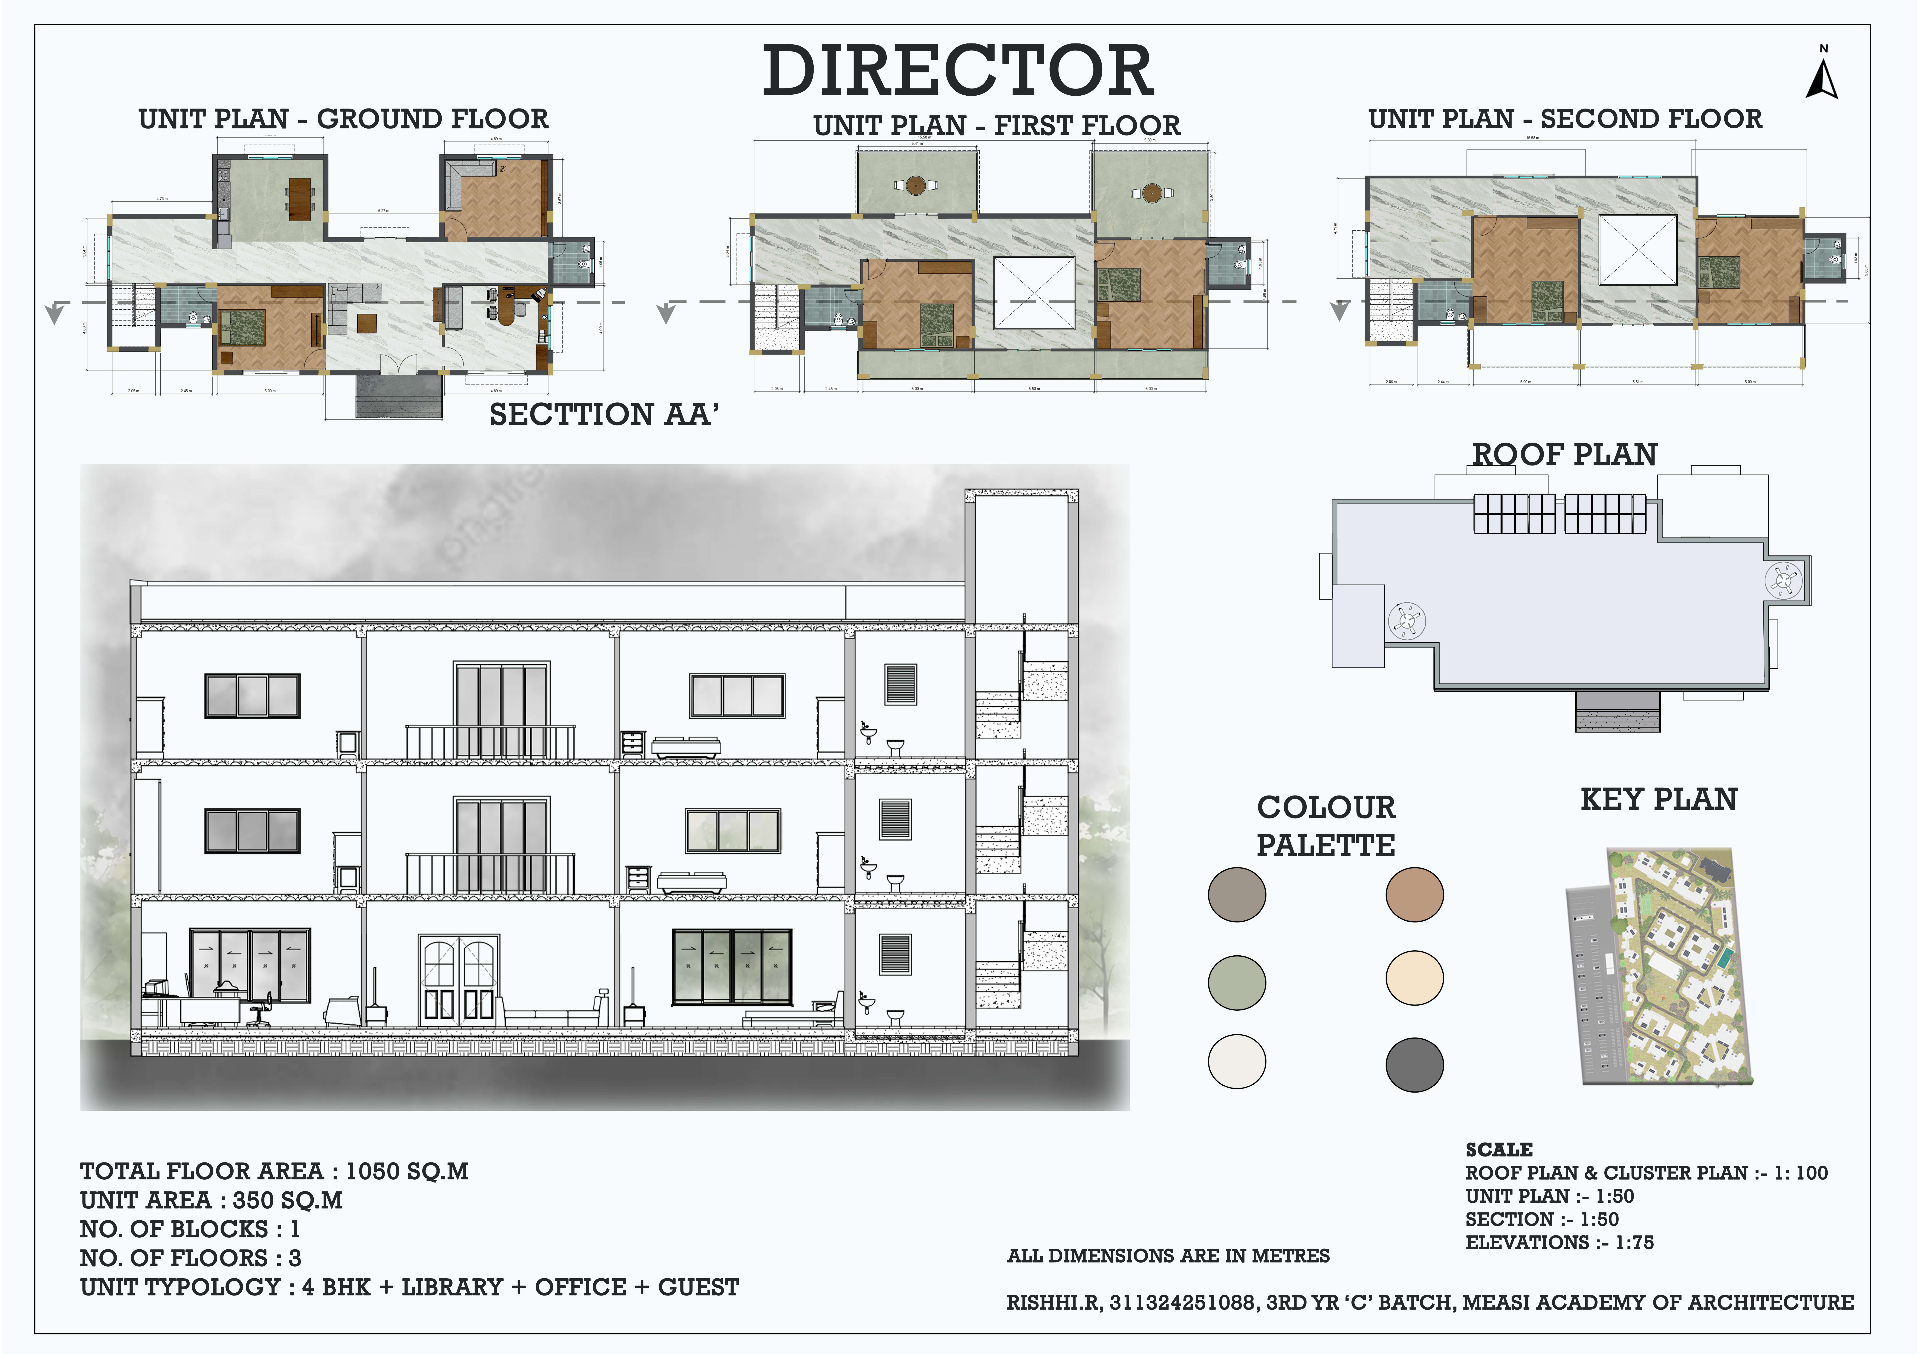 DIRECTOR
N
UNIT PLAN - GROUND FLOOR
UNIT PLAN - FIRST FLOOR
UNIT PLAN - SECOND FLOOR
SECTTION AA’
ROOF PLAN
COLOUR
PALETTE
KEY PLAN
TOTAL FLOOR AREA : 1050 SQ.M
UNIT AREA : 350 SQ.M
NO. OF BLOCKS : 1
NO. OF FLOORS : 3
UNIT TYPOLOGY : 4 BHK + LIBRARY + OFFICE + GUEST
SCALE
ROOF PLAN & CLUSTER PLAN :- 1: 100
UNIT PLAN :- 1:50
SECTION :- 1:50
ELEVATIONS :- 1:75
ALL DIMENSIONS ARE IN METRES
RISHHI.R, 311324251088, 3RD YR ‘C’ BATCH, MEASI ACADEMY OF ARCHITECTURE